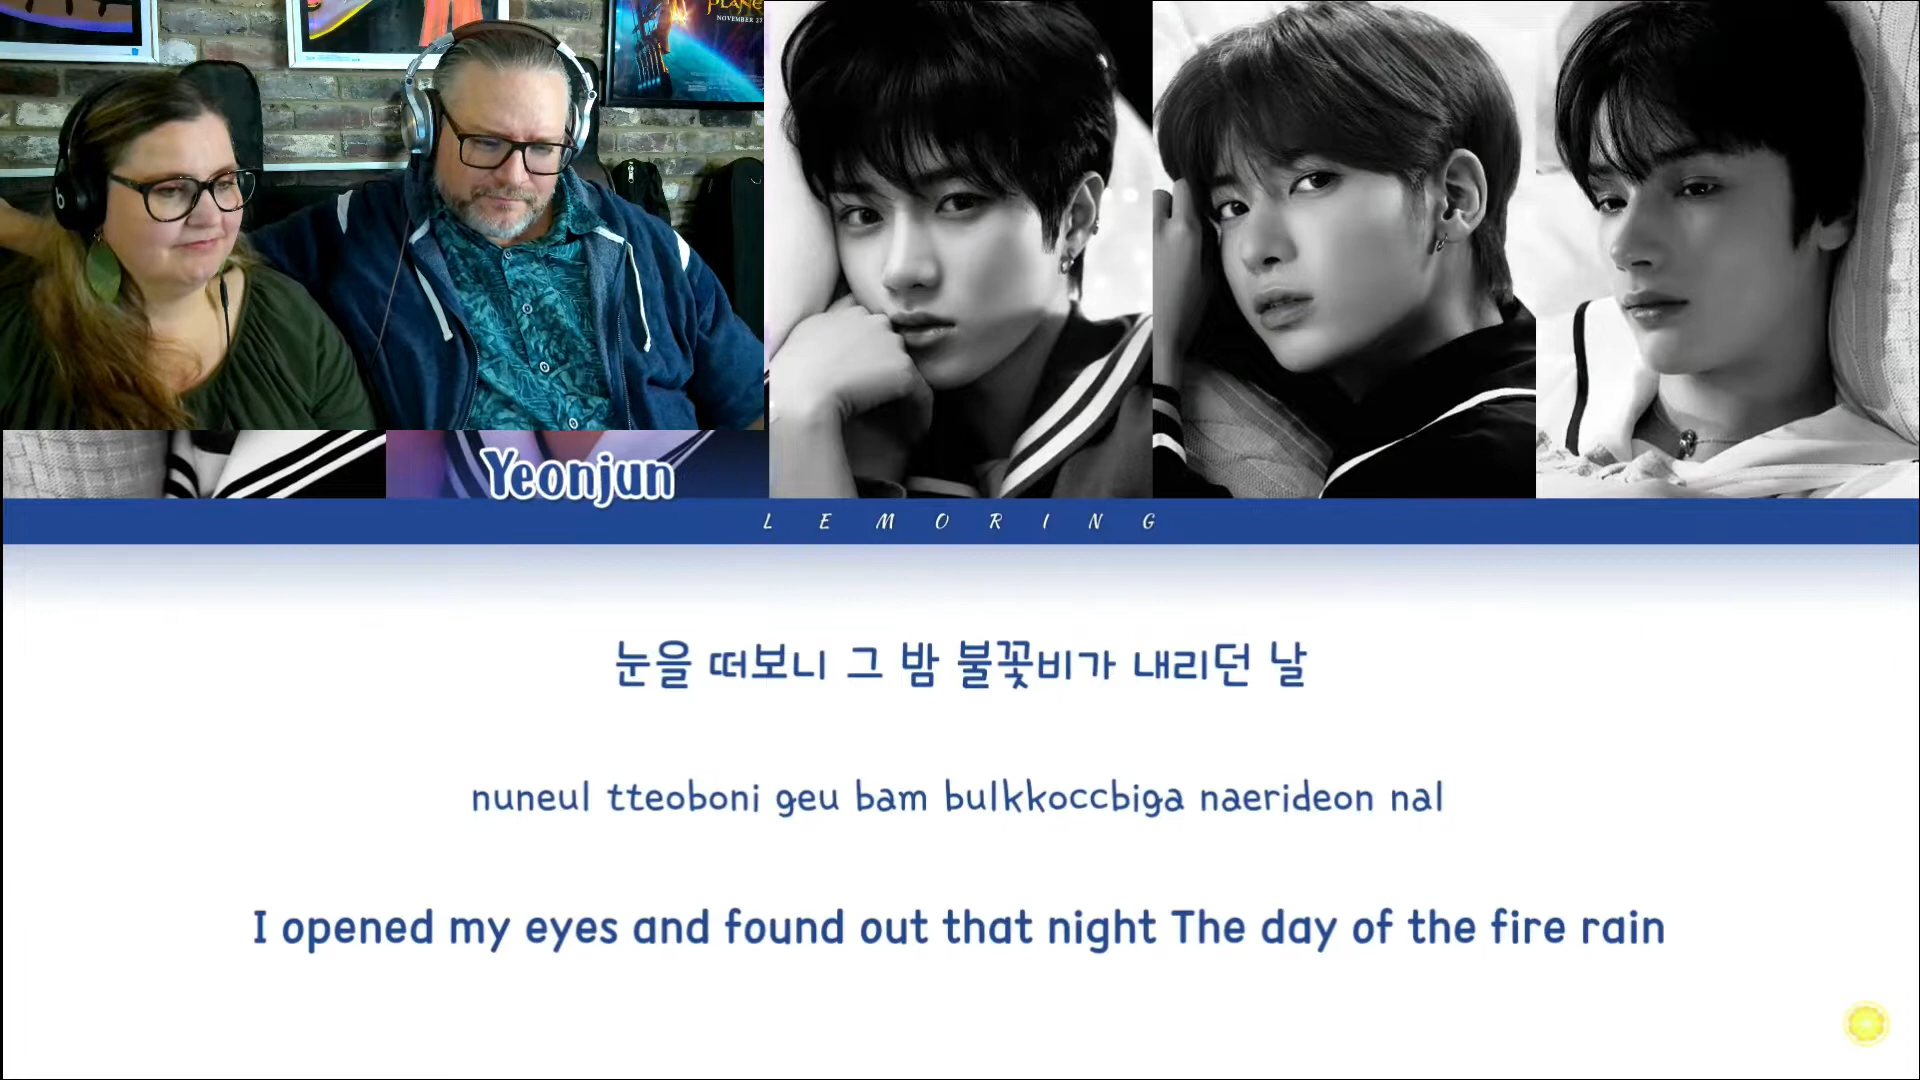 PLANE
NOVEMBER 27
Yeonjun
LEMORING
눈을 떠보니 그 밤 불꽃비가 내리던 날
nuneul tteoboni geu bam bulkkoccbiga naerideon nal
I opened my eyes and found out that night The day of the fire rain